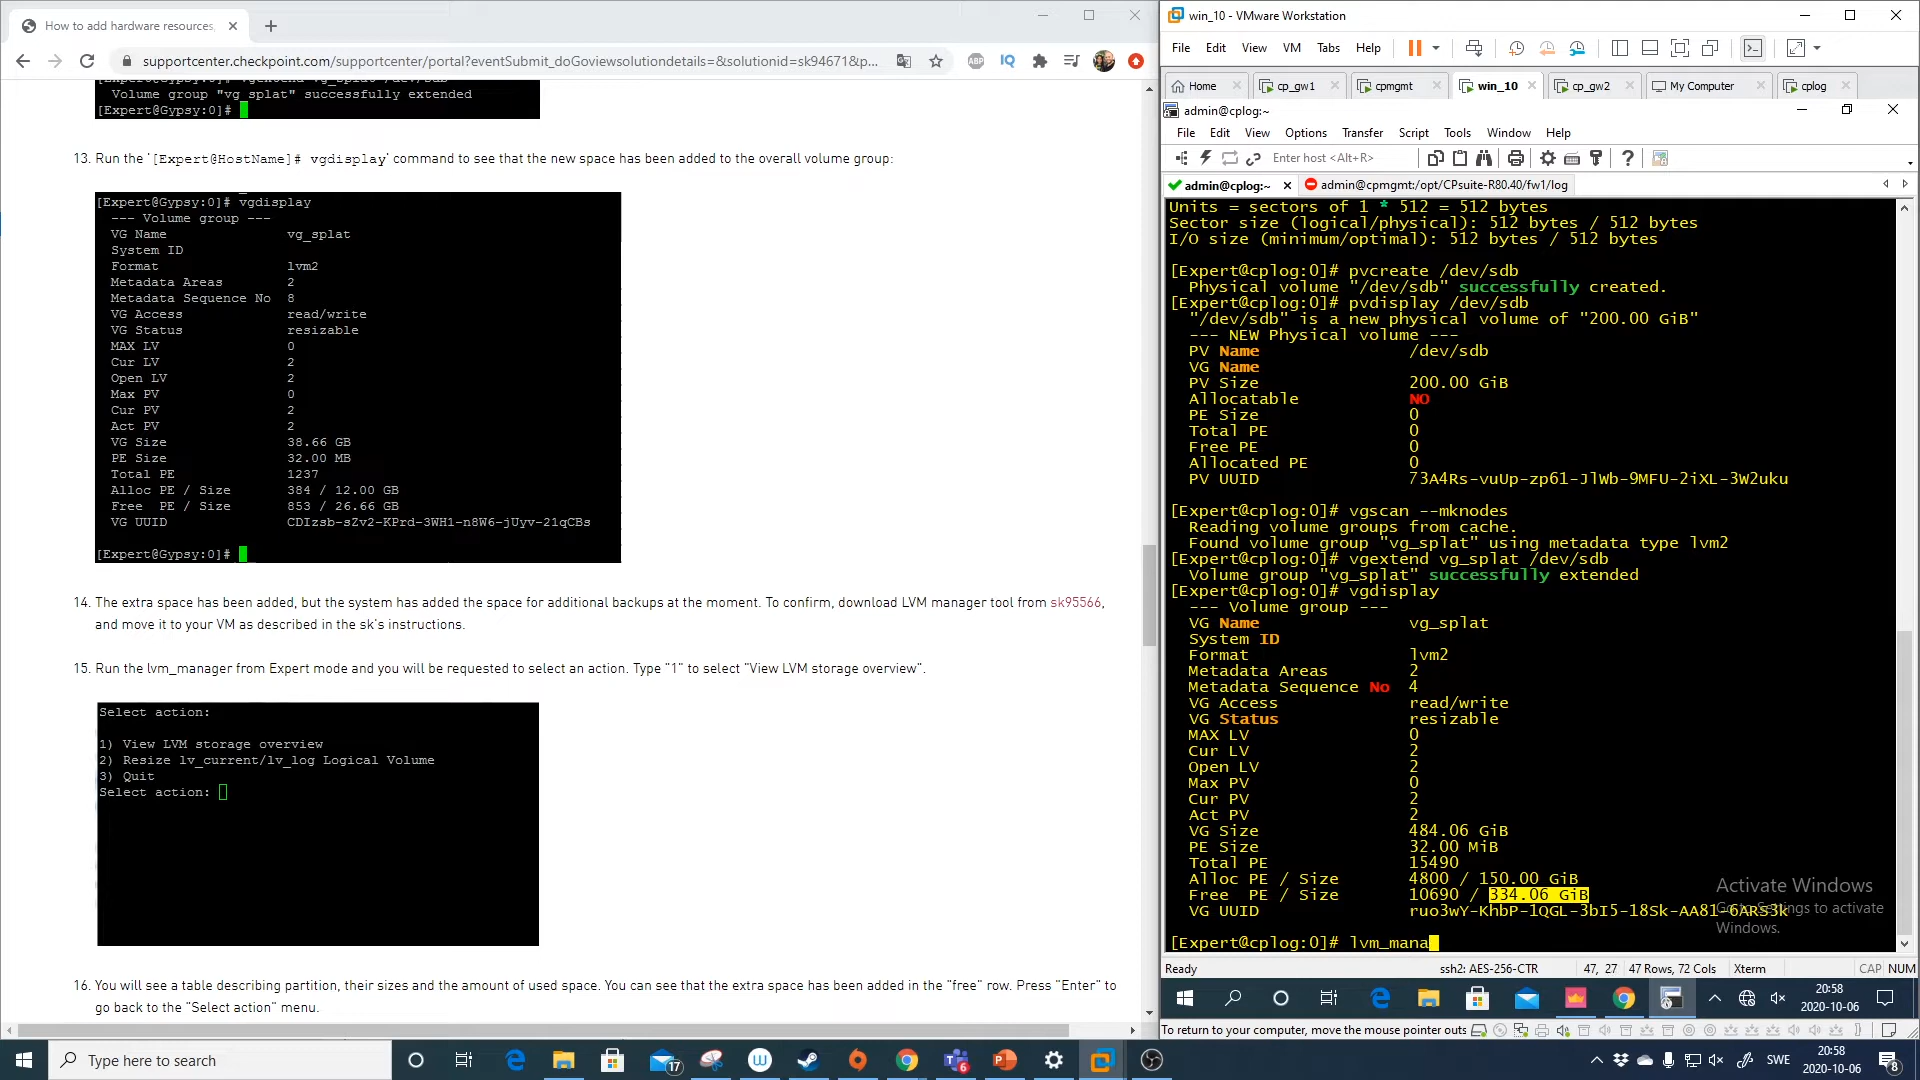 How to add hardware resources
supportcenter.checkpoint.com/supportcenter/portal?eventSubmit_doGoviewsolutiondetails=&solutionid=sk94671&p...
Volume group "vg_splat" successfully extended
[Expert@Gypsy:0]#
13. Run the '[Expert@HostName]# vgdisplay' command to see that the new space has been added to the overall volume group:
[Expert@Gypsy:0]# vgdisplay
--- Volume group ---
VG Name vg_splat
System ID
Format lvm2
Metadata Areas 2
Metadata Sequence No 8
VG Access read/write
VG Status resizable
MAX LV 0
Cur LV 2
Open LV 2
Max PV 0
Cur PV 2
Act PV 2
VG Size 38.66 GB
PE Size 32.00 MB
Total PE 1237
Alloc PE / Size 384 / 12.00 GB
Free PE / Size 853 / 26.66 GB
VG UUID CDIzsb-sZv2-KPrd-3WH1-n8W6-jUyv-21qCBs
[Expert@Gypsy:0]#
14. The extra space has been added, but the system has added the space for additional backups at the moment. To confirm, download LVM manager tool from sk95566,
and move it to your VM as described in the sk's instructions.
15. Run the lvm_manager from Expert mode and you will be requested to select an action. Type "1" to select "View LVM storage overview".
Select action:
1) View LVM storage overview
2) Resize lv_current/lv_log Logical Volume
3) Quit
Select action:
16. You will see a table describing partition, their sizes and the amount of used space. You can see that the extra space has been added in the "free" row. Press "Enter" to
go back to the "Select action" menu.
win_10 - VMware Workstation
File Edit View VM Tabs Help
Home cp_gw1 cpmgmt win_10 cp_gw2 My Computer cplog
admin@cplog:~
File Edit View Options Transfer Script Tools Window Help
Enter host <Alt+R>
admin@cplog:~ admin@cpmgmt:/opt/CPsuite-R80.40/fw1/log
Units = sectors of 1 * 512 = 512 bytes
Sector size (logical/physical): 512 bytes / 512 bytes
I/O size (minimum/optimal): 512 bytes / 512 bytes
[Expert@cplog:0]# pvcreate /dev/sdb
Physical volume "/dev/sdb" successfully created.
[Expert@cplog:0]# pvdisplay /dev/sdb
"/dev/sdb" is a new physical volume of "200.00 GiB"
--- NEW Physical volume ---
PV Name /dev/sdb
VG Name
PV Size 200.00 GiB
Allocatable NO
PE Size 0
Total PE 0
Free PE 0
Allocated PE 0
PV UUID 73A4Rs-vuUp-zp61-JlWb-9MFU-2iXL-3W2uku
[Expert@cplog:0]# vgscan --mknodes
Reading volume groups from cache.
Found volume group "vg_splat" using metadata type lvm2
[Expert@cplog:0]# vgextend vg_splat /dev/sdb
Volume group "vg_splat" successfully extended
[Expert@cplog:0]# vgdisplay
--- Volume group ---
VG Name vg_splat
System ID
Format lvm2
Metadata Areas 2
Metadata Sequence No 4
VG Access read/write
VG Status resizable
MAX LV 0
Cur LV 2
Open LV 2
Max PV 0
Cur PV 2
Act PV 2
VG Size 484.06 GiB
PE Size 32.00 MiB
Total PE 15490
Alloc PE / Size 4800 / 150.00 GiB
Free PE / Size 10690 / 334.06 GiB
VG UUID ruo3wY-KhbP-1QGL-3bI5-18Sk-AA81-6ARS3k
[Expert@cplog:0]# lvm_mana
Activate Windows
Go to Settings to activate
Windows.
Ready ssh2: AES-256-CTR 47, 27 47 Rows, 72 Cols Xterm CAP NUM
20:58
2020-10-06
To return to your computer, move the mouse pointer outs
Type here to search
17
6
SWE
20:58
2020-10-06
8